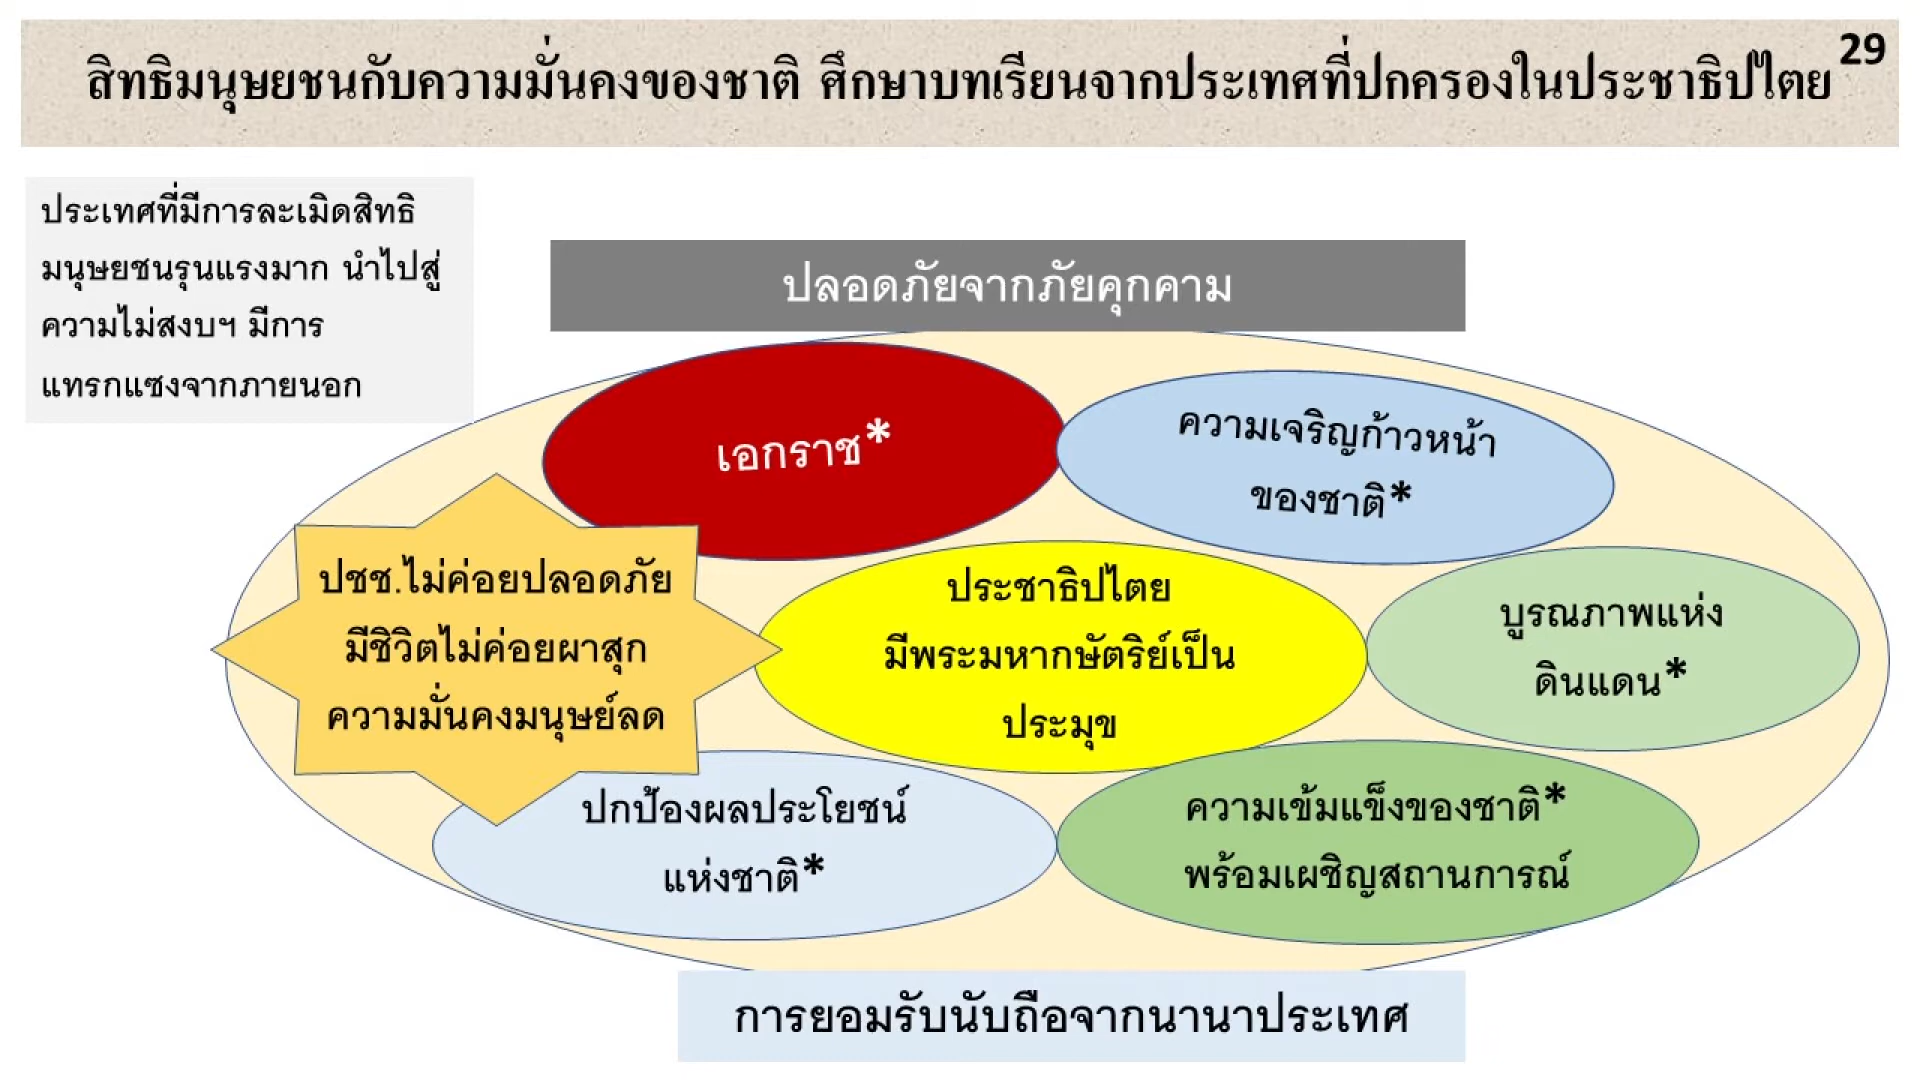 สิทธิมนุษยชนกับความมั่นคงของชาติ ศึกษาบทเรียนจากประเทศที่ปกครองในประชาธิปไตย
29
ประเทศที่มีการละเมิดสิทธิ
มนุษยชนรุนแรงมาก นำไปสู่
ความไม่สงบฯ มีการ
แทรกแซงจากภายนอก
ปลอดภัยจากภัยคุกคาม
เอกราช*
ความเจริญก้าวหน้า
ของชาติ*
ปชช.ไม่ค่อยปลอดภัย
มีชิวิตไม่ค่อยผาสุก
ความมั่นคงมนุษย์ลด
ประชาธิปไตย
มีพระมหากษัตริย์เป็น
ประมุข
บูรณภาพแห่ง
ดินแดน*
ปกป้องผลประโยชน์
แห่งชาติ*
ความเข้มแข็งของชาติ*
พร้อมเผชิญสถานการณ์
การยอมรับนับถือจากนานาประเทศ